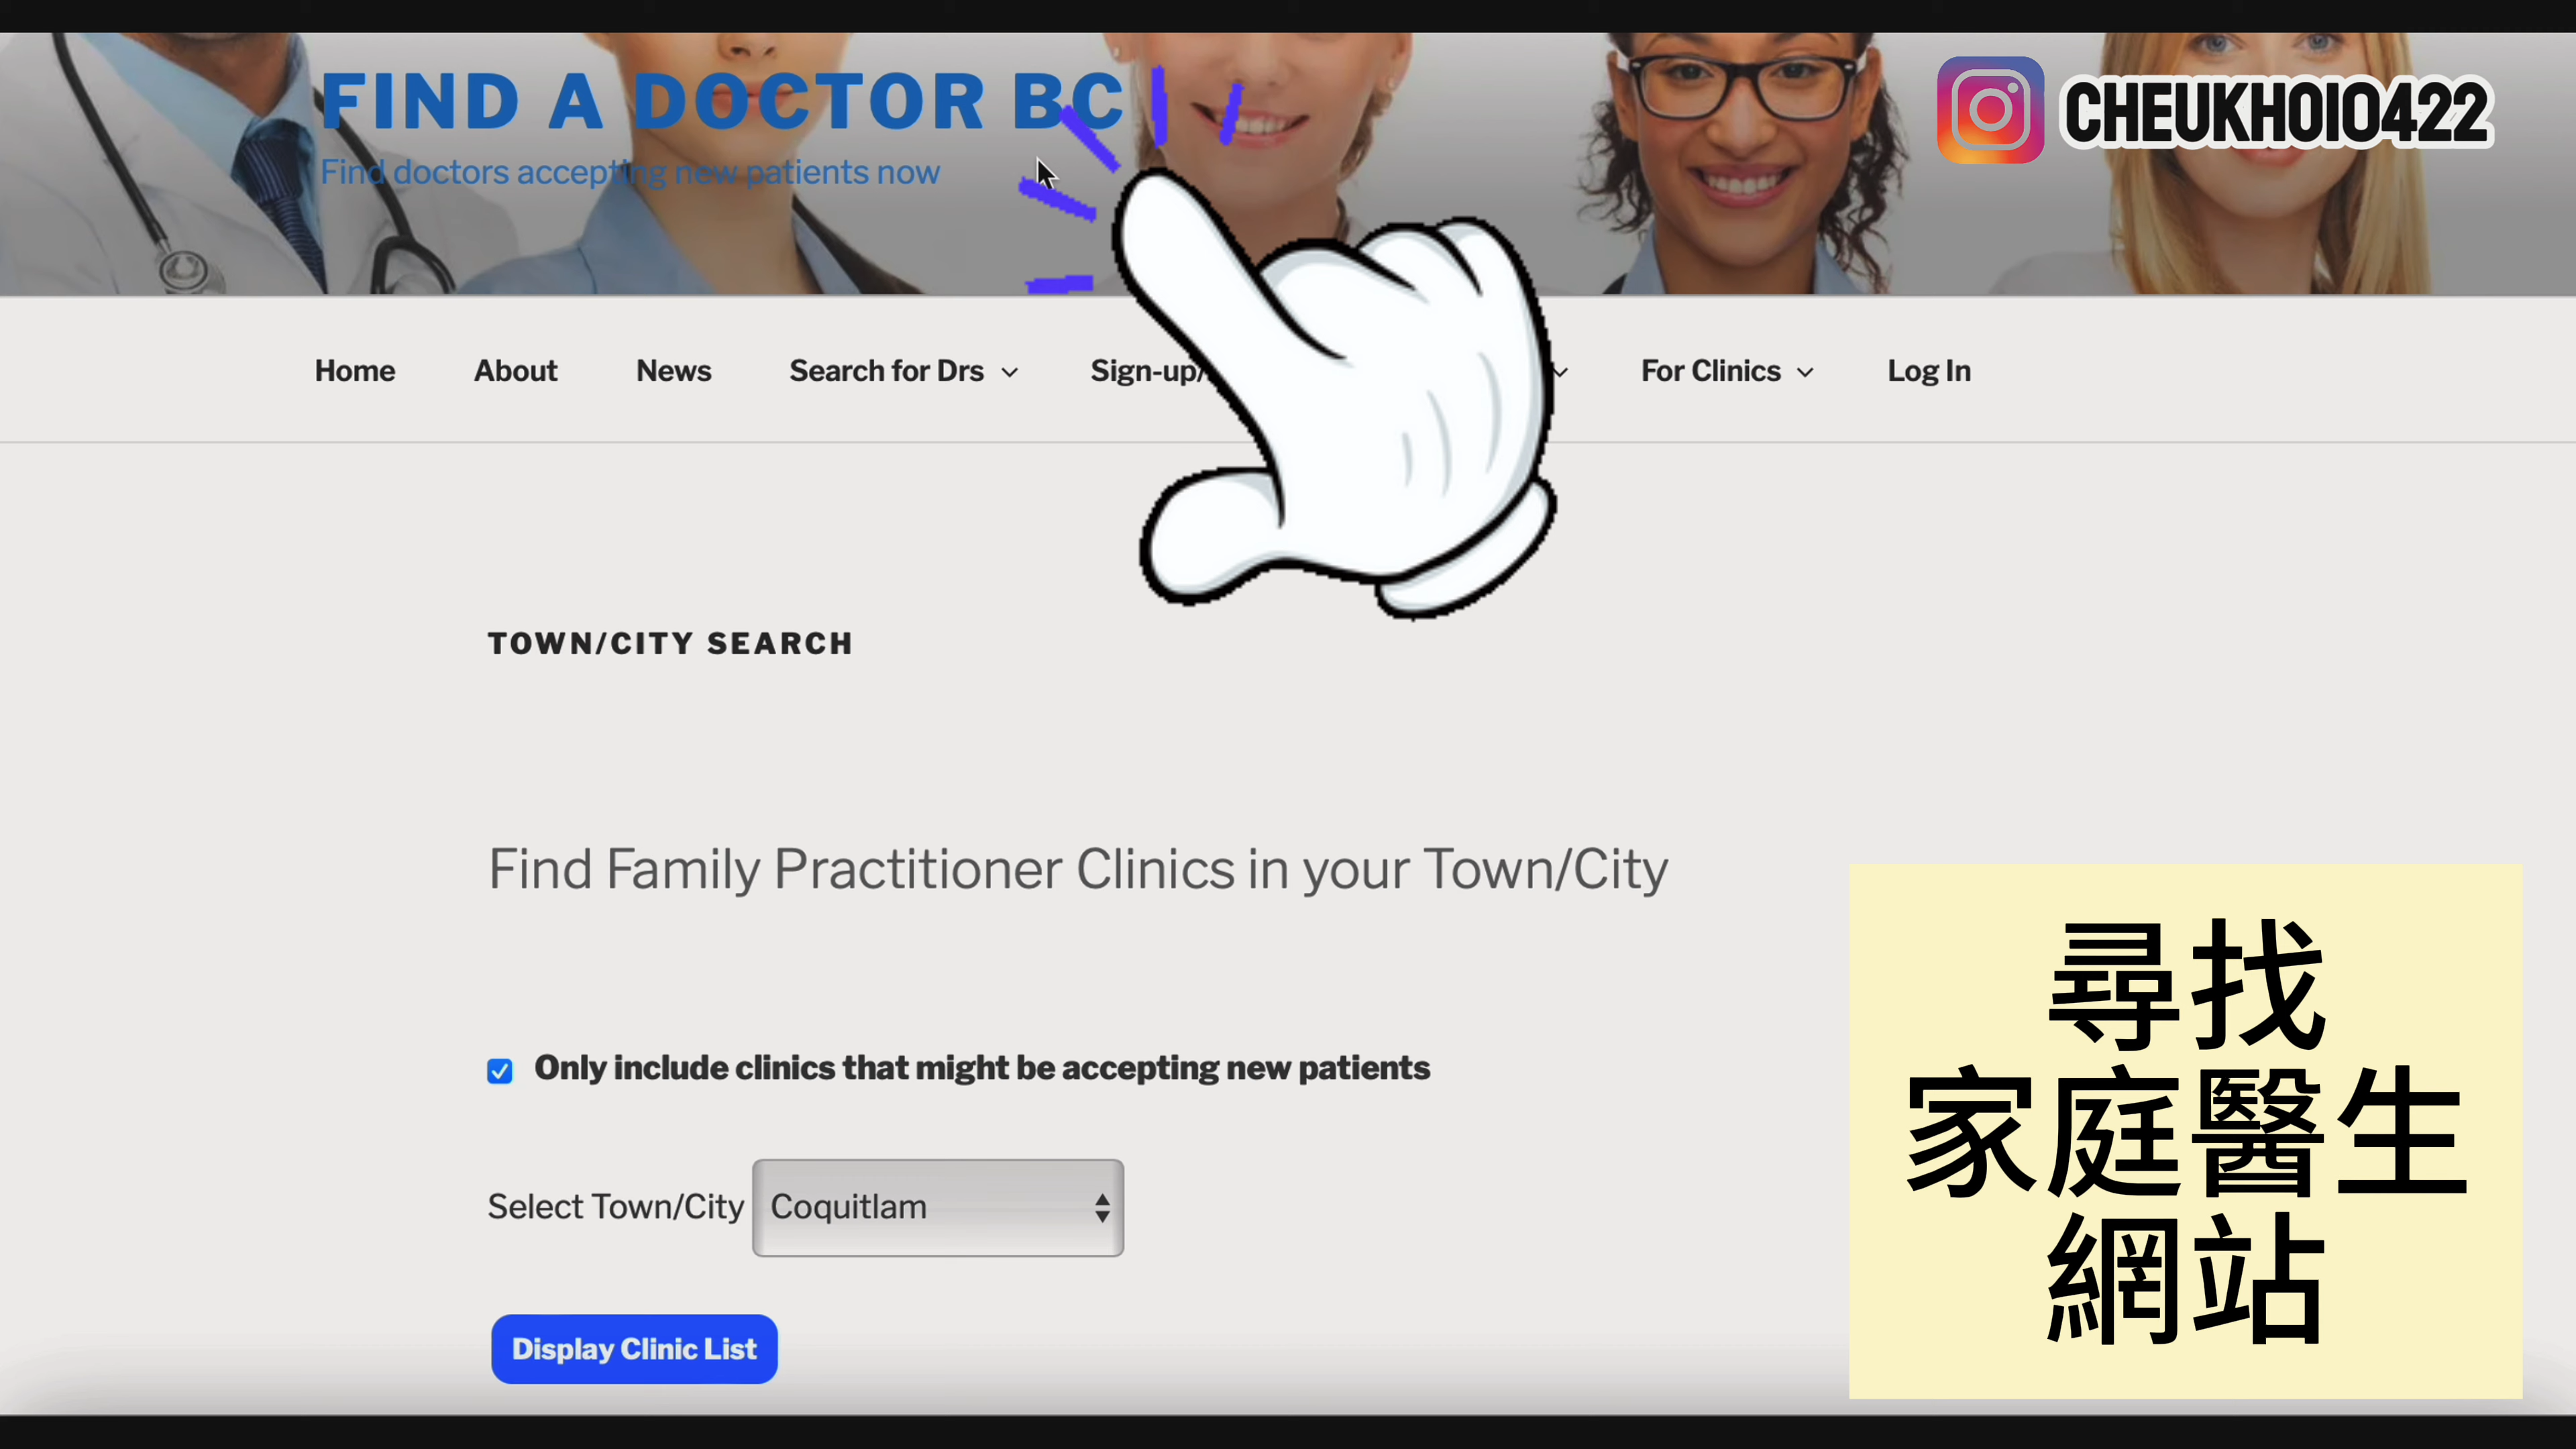 FIND A DOCTOR BC
Find doctors accepting new patients now
CHEUKHOI0422
Home About News Search for Drs Sign-up/ For Clinics Log In
TOWN/CITY SEARCH
Find Family Practitioner Clinics in your Town/City
Only include clinics that might be accepting new patients
Select Town/City Coquitlam
Display Clinic List
尋找
家庭醫生
網站